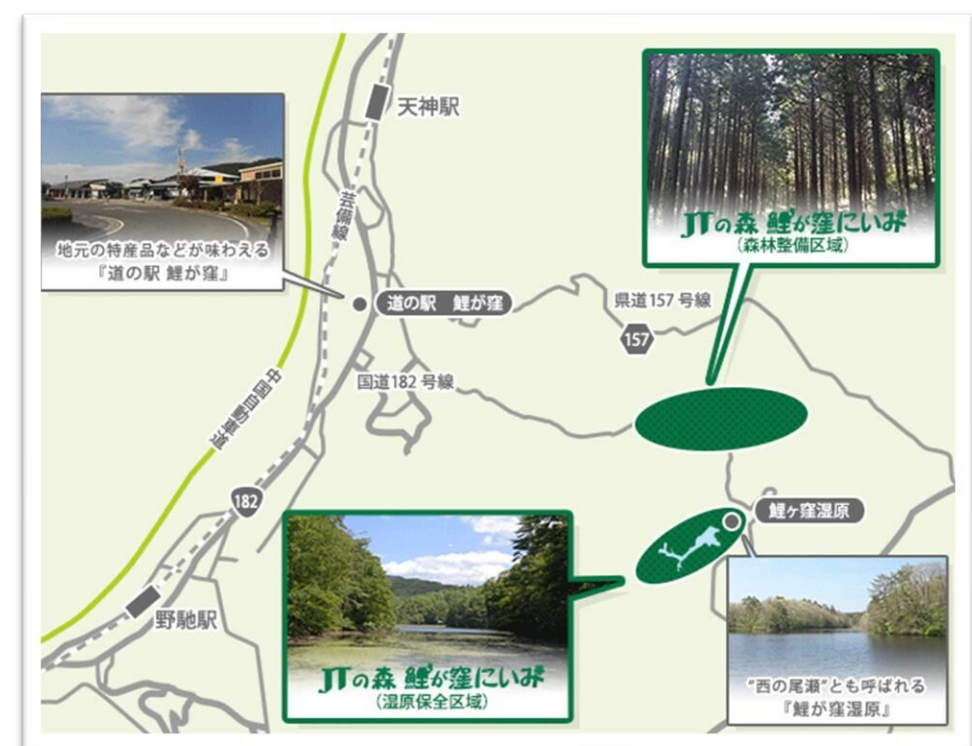 天神駅
芸備線
地元の特産品などが味わえる
『道の駅 鯉が窪』
道の駅 鯉が窪
JTの森 鯉が窪にいみ
(森林整備区域)
県道157号線
157
国道182号線
中国自動車道
182
野馳駅
鯉ヶ窪湿原
JTの森 鯉が窪にいみ
(湿原保全区域)
“西の尾瀬”とも呼ばれる
『鯉が窪湿原』